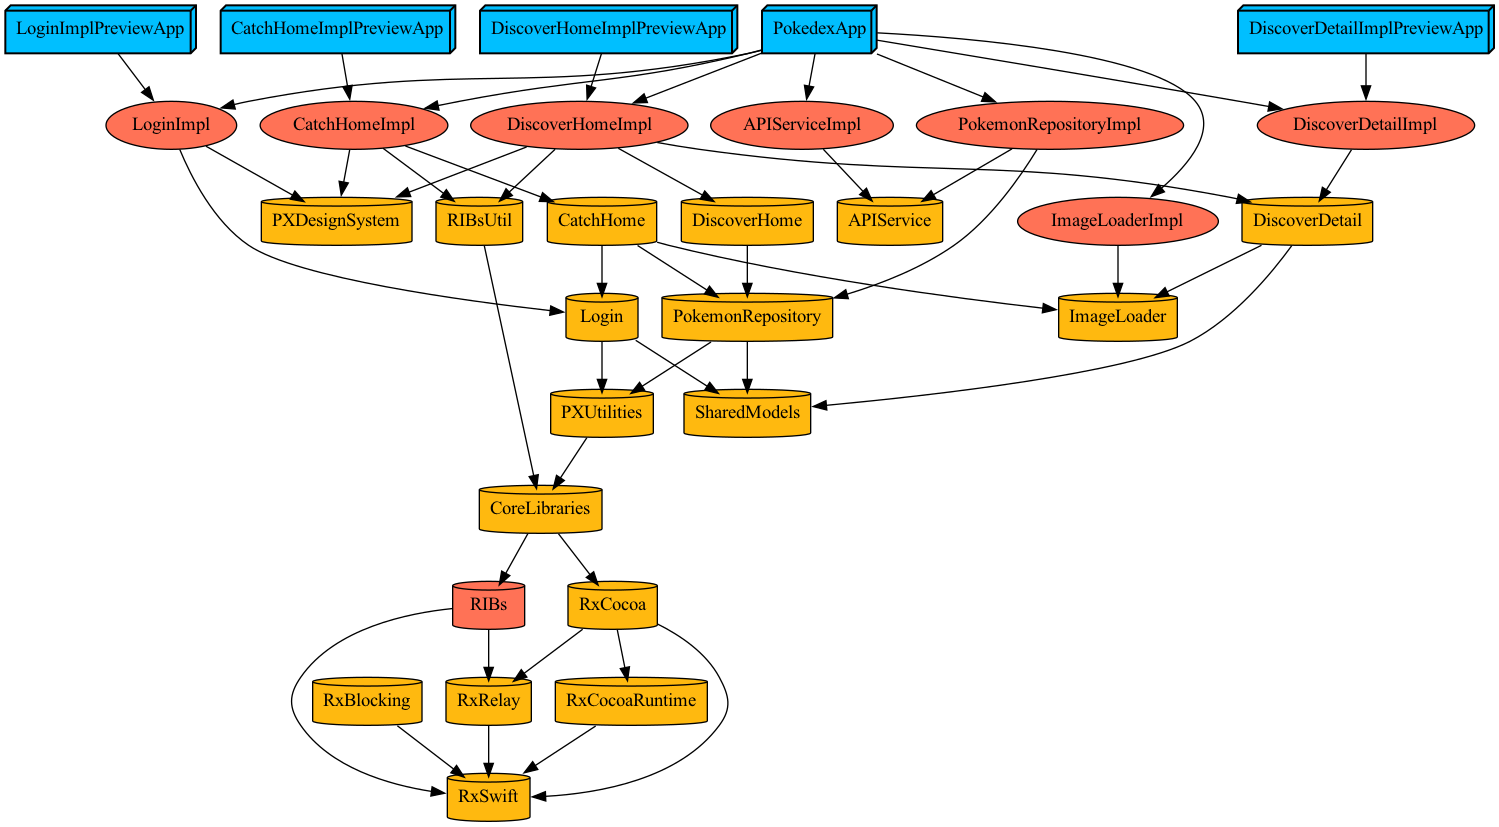 LoginImplPreviewApp
CatchHomeImplPreviewApp
DiscoverHomeImplPreviewApp
PokedexApp
DiscoverDetailImplPreviewApp
LoginImpl
CatchHomeImpl
DiscoverHomeImpl
APIServiceImpl
PokemonRepositoryImpl
DiscoverDetailImpl
PXDesignSystem
RIBsUtil
CatchHome
DiscoverHome
APIService
ImageLoaderImpl
DiscoverDetail
Login
PokemonRepository
ImageLoader
PXUtilities
SharedModels
CoreLibraries
RIBs
RxCocoa
RxBlocking
RxRelay
RxCocoaRuntime
RxSwift